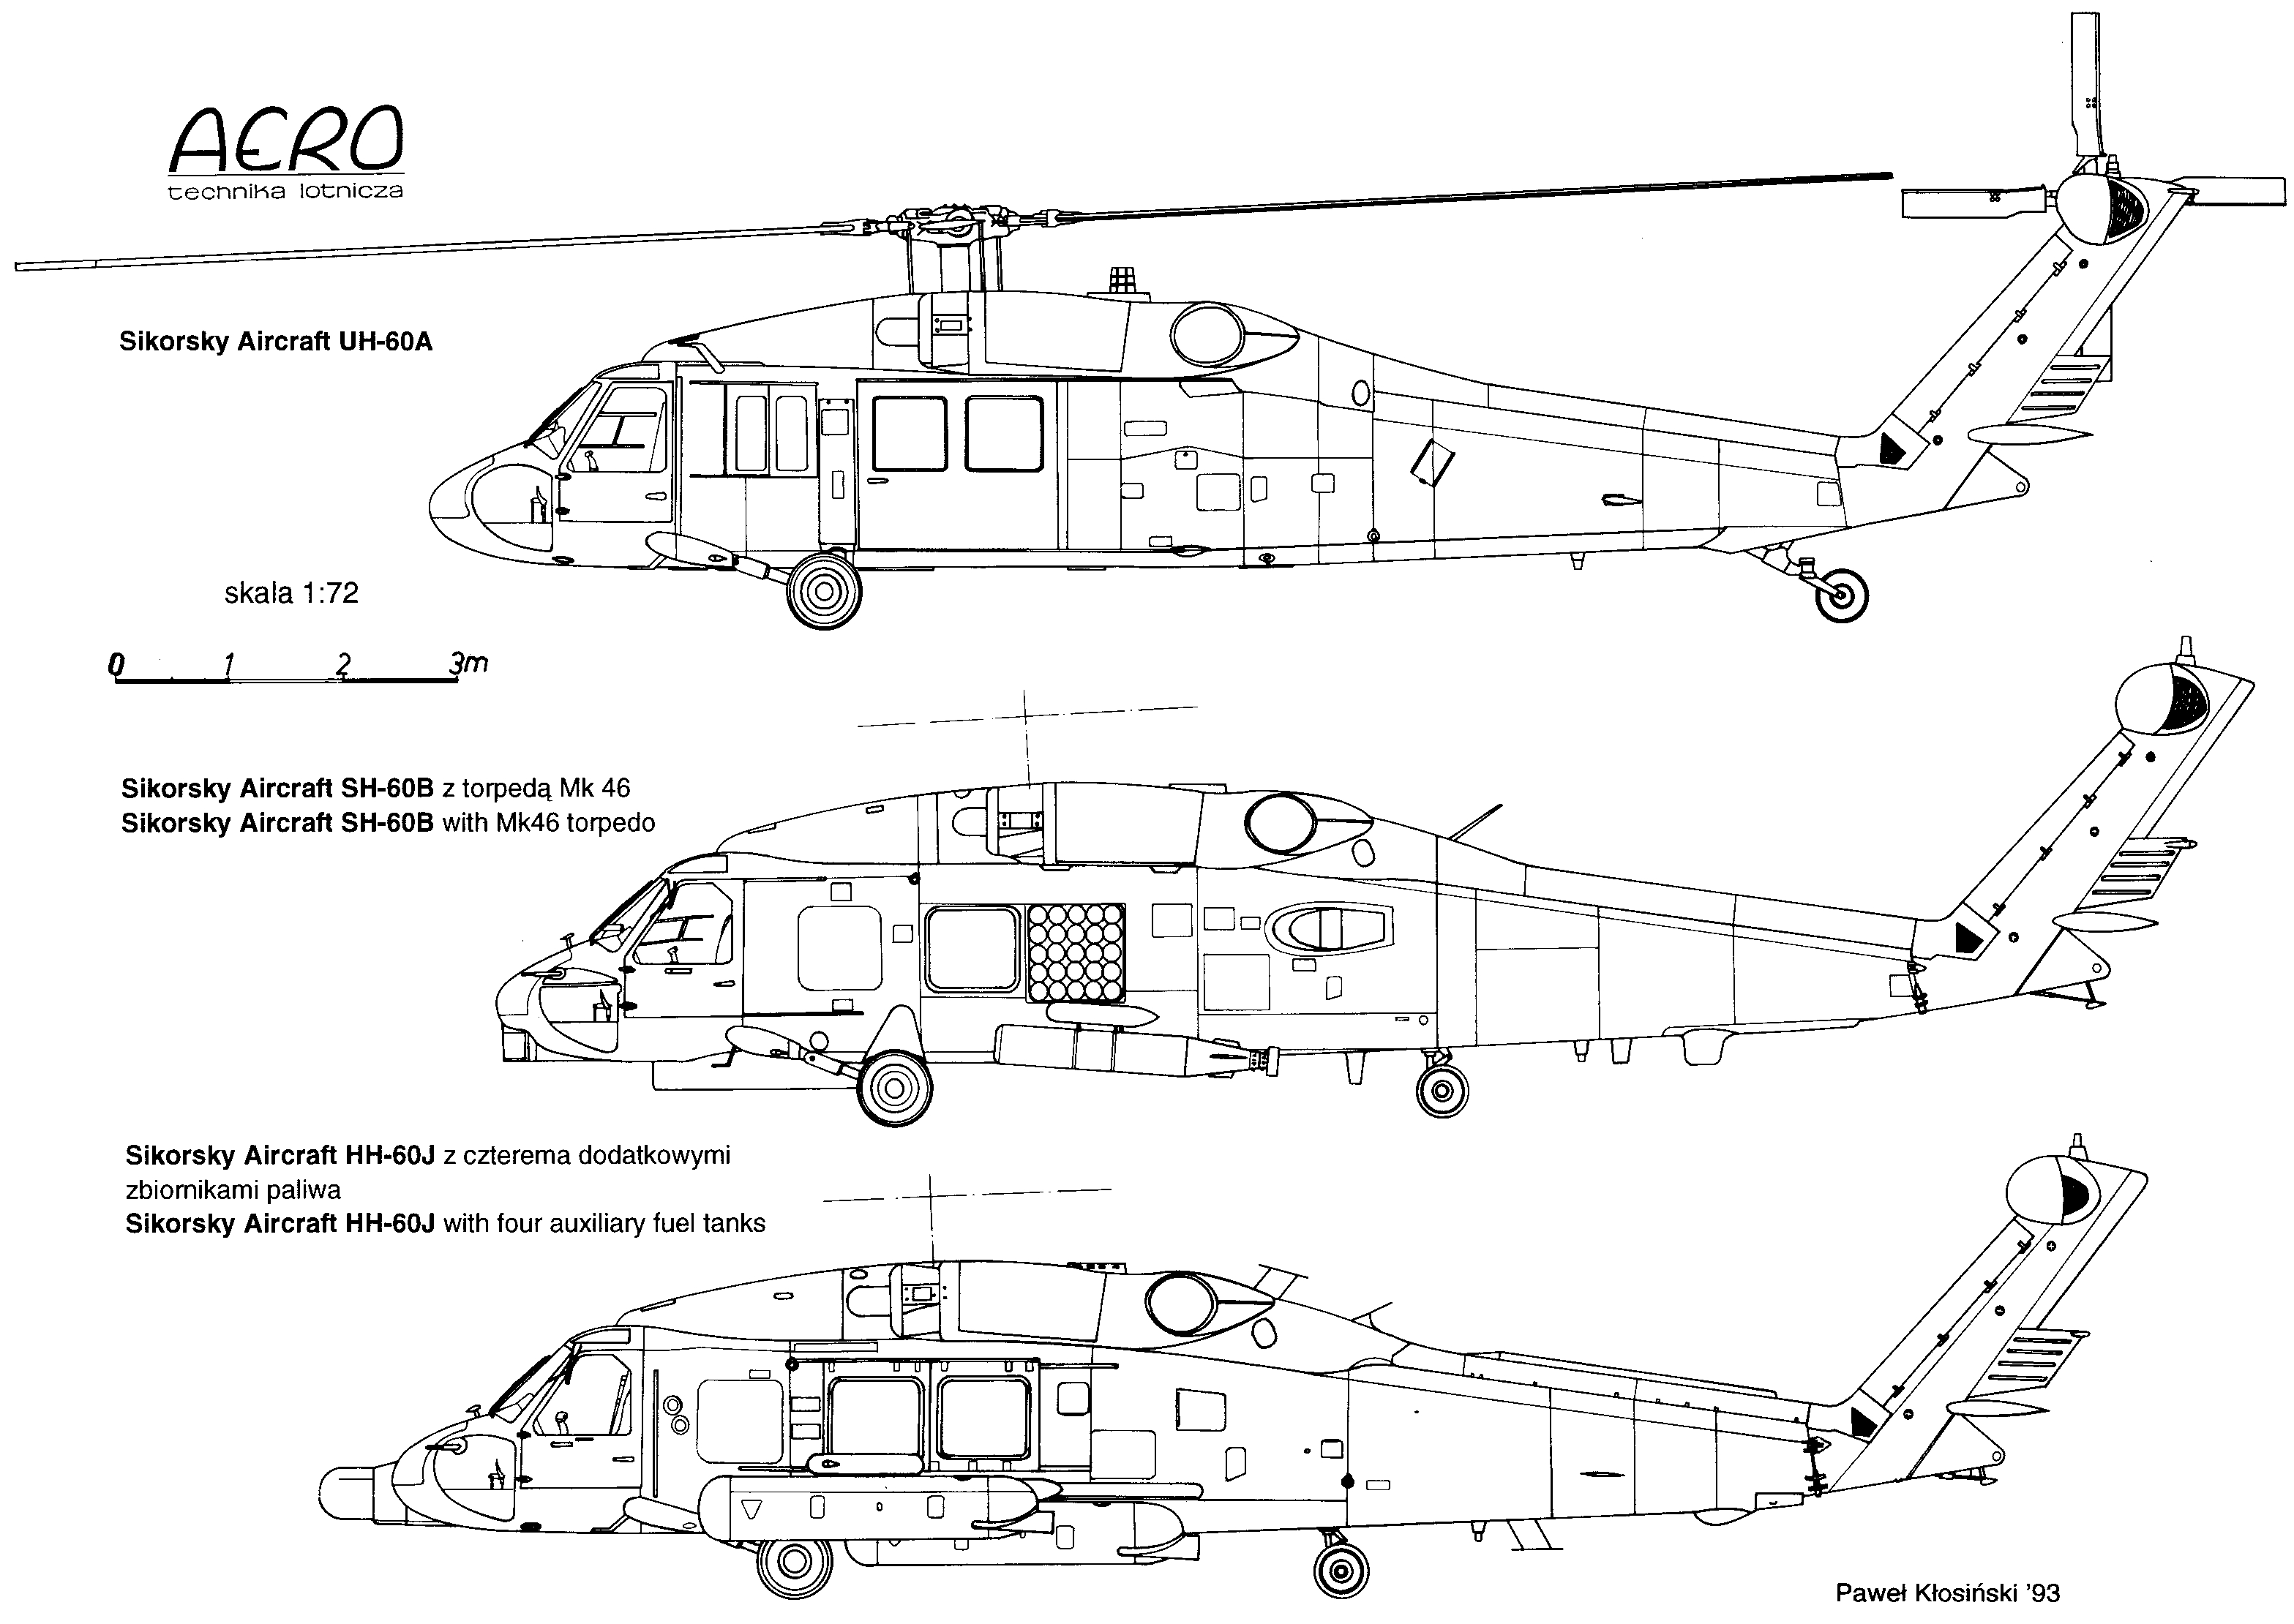 AERO
technika lotnicza
Sikorsky Aircraft UH-60A
skala 1:72
0 1 2 3m
Sikorsky Aircraft SH-60B z torpedą Mk 46
Sikorsky Aircraft SH-60B with Mk46 torpedo
Sikorsky Aircraft HH-60J z czterema dodatkowymi
zbiornikami paliwa
Sikorsky Aircraft HH-60J with four auxiliary fuel tanks
Paweł Kłosiński '93